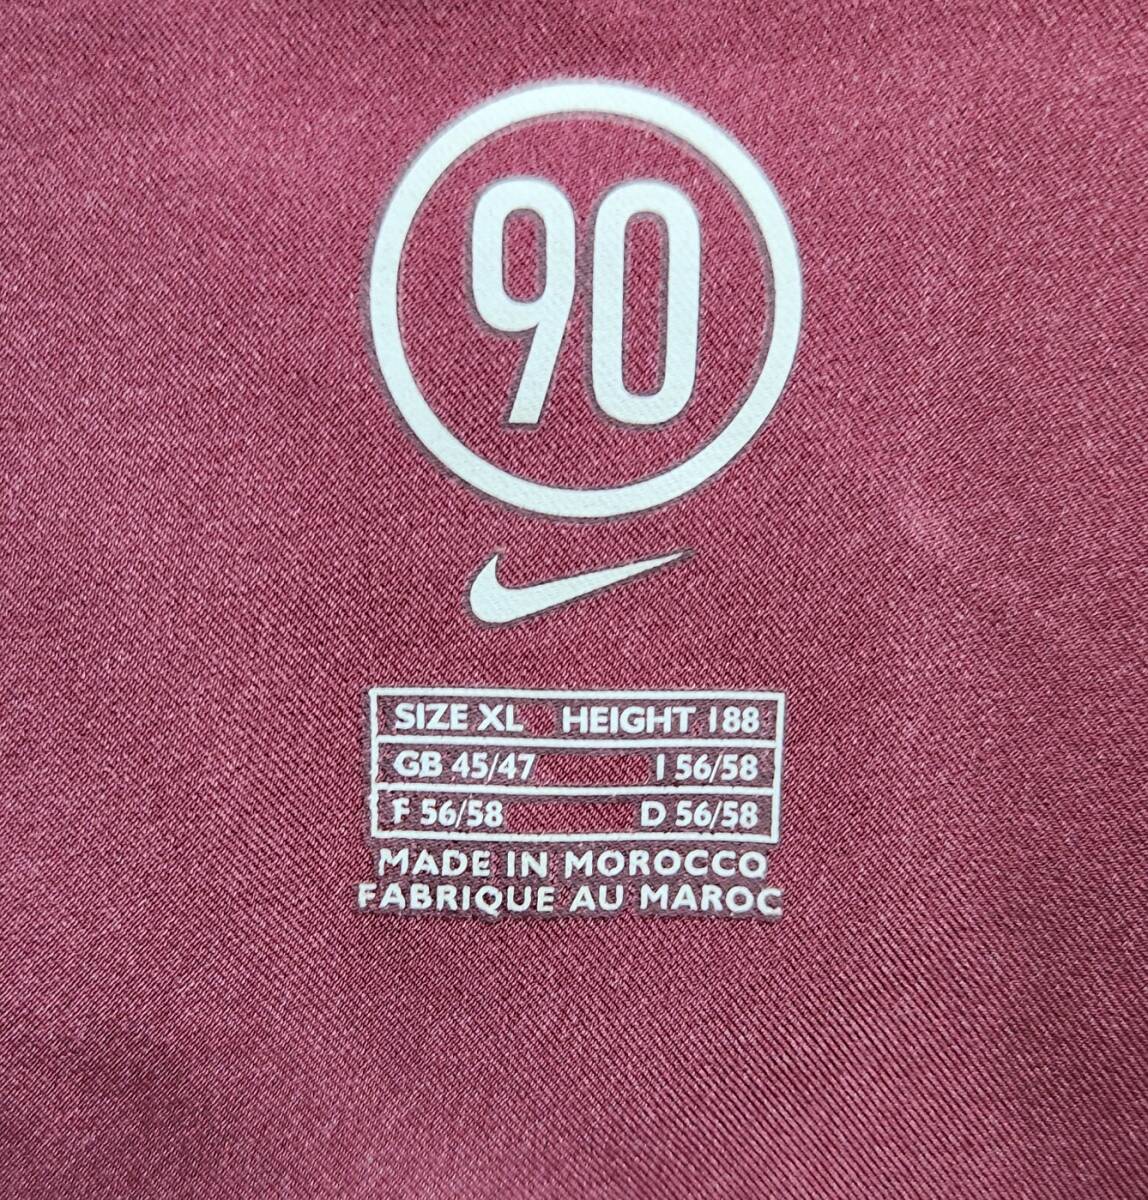 90
SIZE XL HEIGHT 188
GB 45/47 I 56/58
F 56/58 D 56/58
MADE IN MOROCCO
FABRIQUE AU MAROC